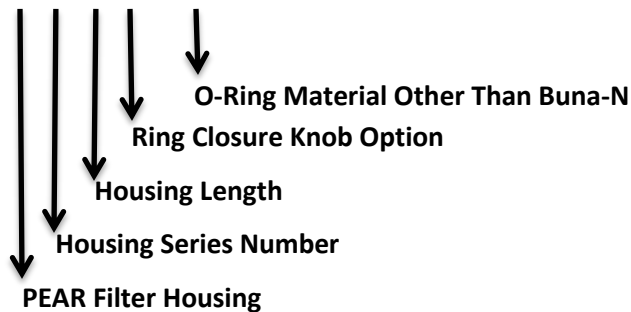 O-Ring Material Other Than Buna-N
Ring Closure Knob Option
Housing Length
Housing Series Number
PEAR Filter Housing